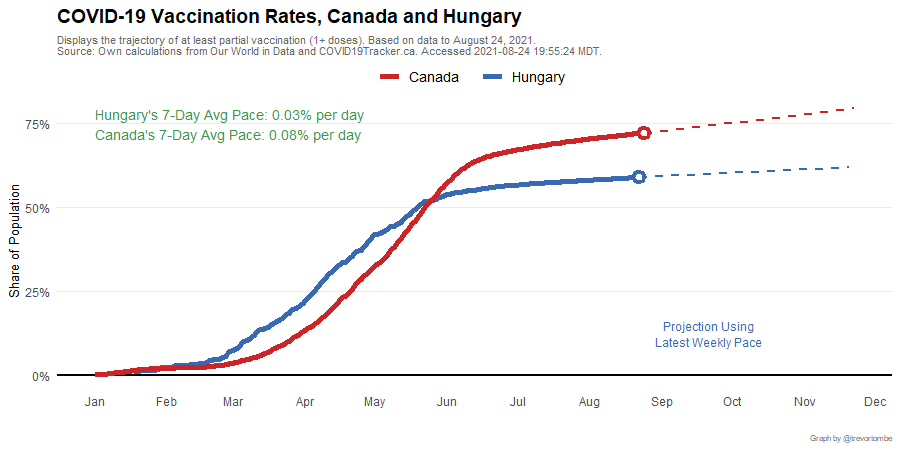 COVID-19 Vaccination Rates, Canada and Hungary
Displays the trajectory of at least partial vaccination (1+ doses). Based on data to August 24, 2021.
Source: Own calculations from Our World in Data and COVID19Tracker.ca. Accessed 2021-08-24 19:55:24 MDT.
Canada Hungary
Hungary's 7-Day Avg Pace: 0.03% per day
Canada's 7-Day Avg Pace: 0.08% per day
75%
50%
25%
0%
Share of Population
Projection Using
Latest Weekly Pace
Jan Feb Mar Apr May Jun Jul Aug Sep Oct Nov Dec
Graph by @trevortombe